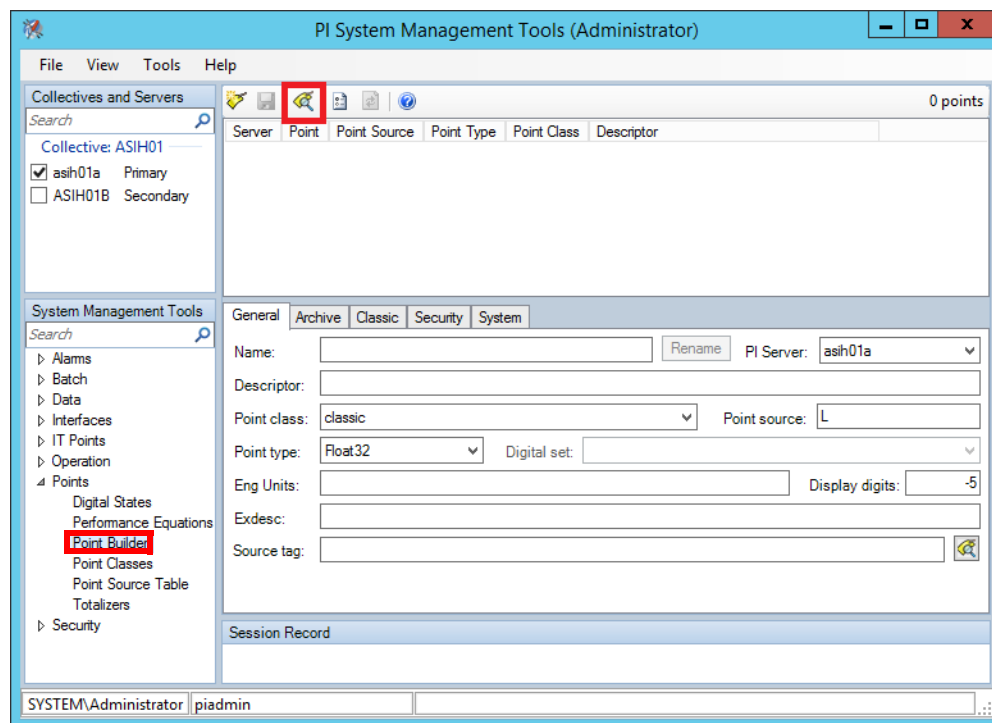 PI System Management Tools (Administrator)
File View Tools Help
Collectives and Servers
Search
Collective: ASIH01
asih01a Primary
ASIH01B Secondary
0 points
Server Point Point Source Point Type Point Class Descriptor
System Management Tools
Search
Alarms
Batch
Data
Interfaces
IT Points
Operation
Points
Digital States
Performance Equations
Point Builder
Point Classes
Point Source Table
Totalizers
Security
General Archive Classic Security System
Name: Rename PI Server: asih01a
Descriptor:
Point class: classic Point source: L
Point type: Float32 Digital set:
Eng Units: Display digits: -5
Exdesc:
Source tag:
Session Record
SYSTEM\Administrator piadmin